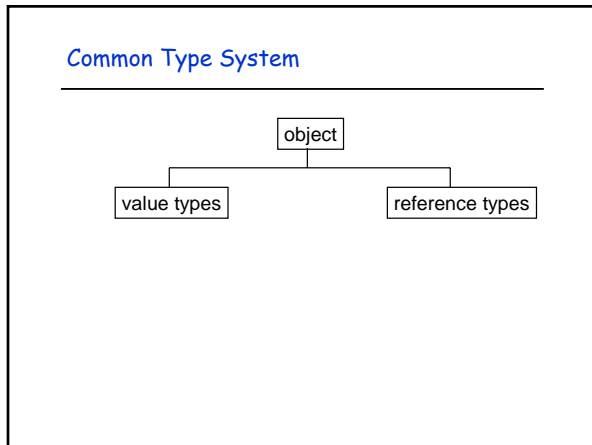 Common Type System
object
value types
reference types